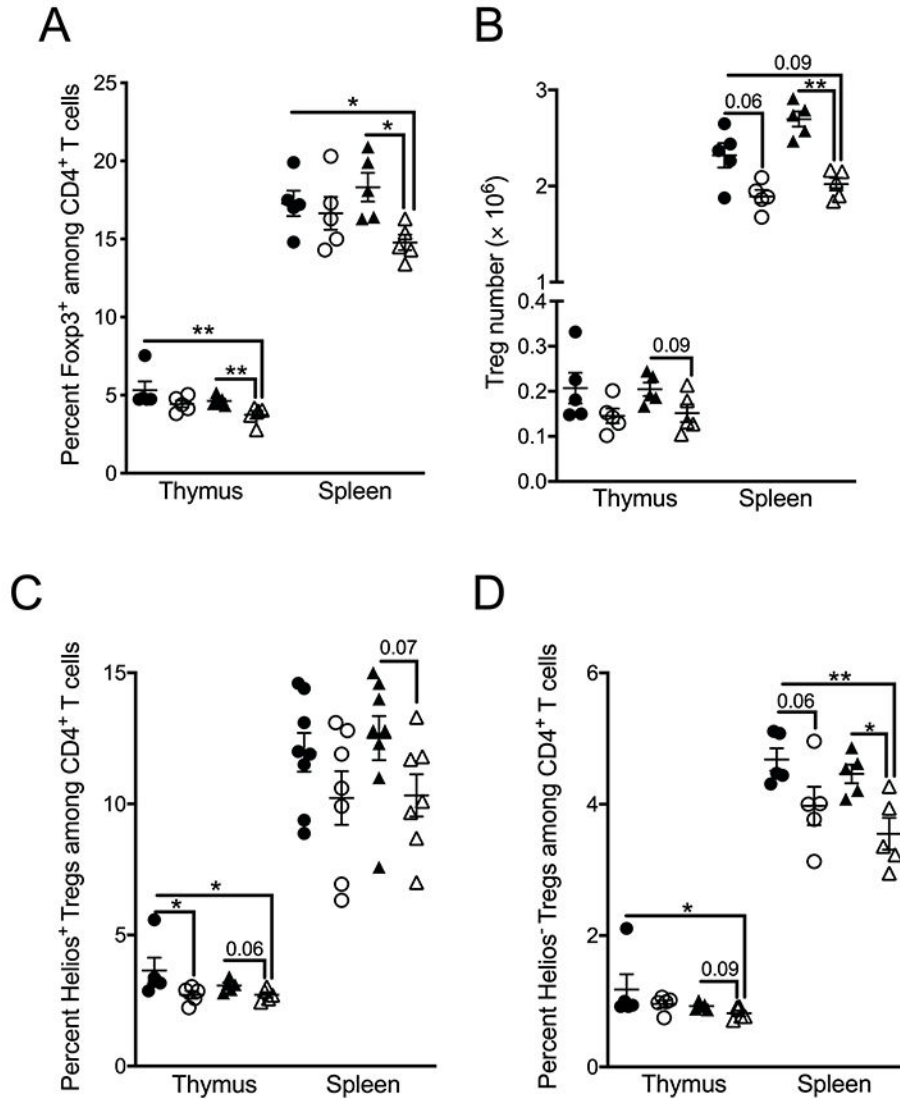 A
Percent Foxp3⁺ among CD4⁺ T cells
25
20
15
10
5
0
*
*
**
**
Thymus
Spleen
B
Treg number (× 10⁶)
3
2
1
0.4
0.3
0.2
0.1
0.0
0.09
0.06
**
0.09
Thymus
Spleen
C
Percent Helios⁺ Tregs among CD4⁺ T cells
15
10
5
0
0.07
*
*
0.06
Thymus
Spleen
D
Percent Helios⁻ Tregs among CD4⁺ T cells
6
4
2
0
**
0.06
*
*
0.09
Thymus
Spleen